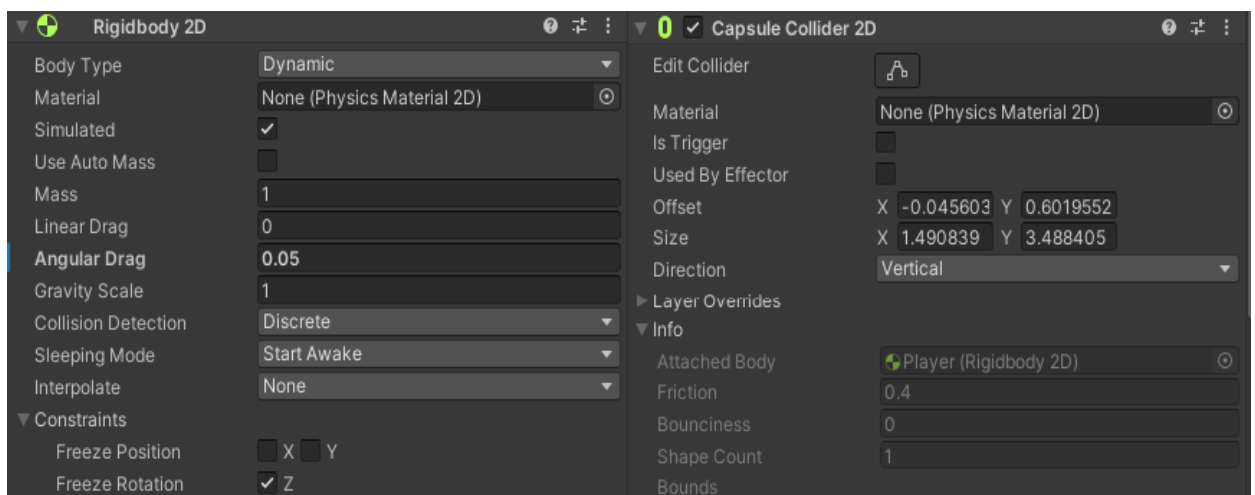 Rigidbody 2D
Body Type Dynamic
Material None (Physics Material 2D)
Simulated
Use Auto Mass
Mass 1
Linear Drag 0
Angular Drag 0.05
Gravity Scale 1
Collision Detection Discrete
Sleeping Mode Start Awake
Interpolate None
Constraints
Freeze Position X Y
Freeze Rotation Z
Capsule Collider 2D
Edit Collider
Material None (Physics Material 2D)
Is Trigger
Used By Effector
Offset X -0.045603 Y 0.6019552
Size X 1.490839 Y 3.488405
Direction Vertical
Layer Overrides
Info
Attached Body Player (Rigidbody 2D)
Friction 0.4
Bounciness 0
Shape Count 1
Bounds